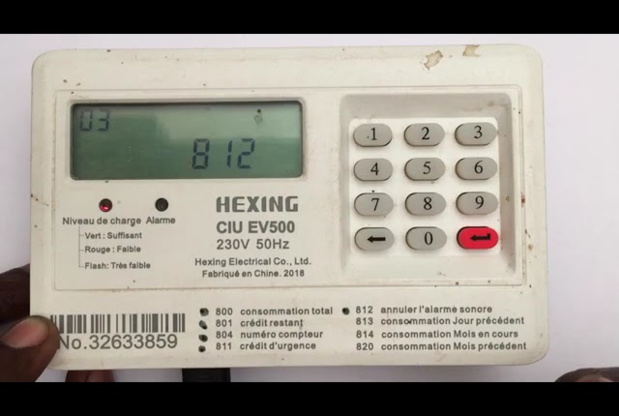 03
812
1 2 3
4 5 6
7 8 9
0
Niveau de charge Alarme
Vert : Suffisant
Rouge : Faible
Flash: Très faible
HEXING
CIU EV500
230V 50Hz
Hexing Electrical Co., Ltd.
Fabriqué en Chine. 2018
No.32633859
800 consommation total
801 crédit restant
804 numéro compteur
811 crédit d'urgence
812 annuler l'alarme sonore
813 consommation Jour précédent
814 consommation Mois en cours
820 consommation Mois précédent